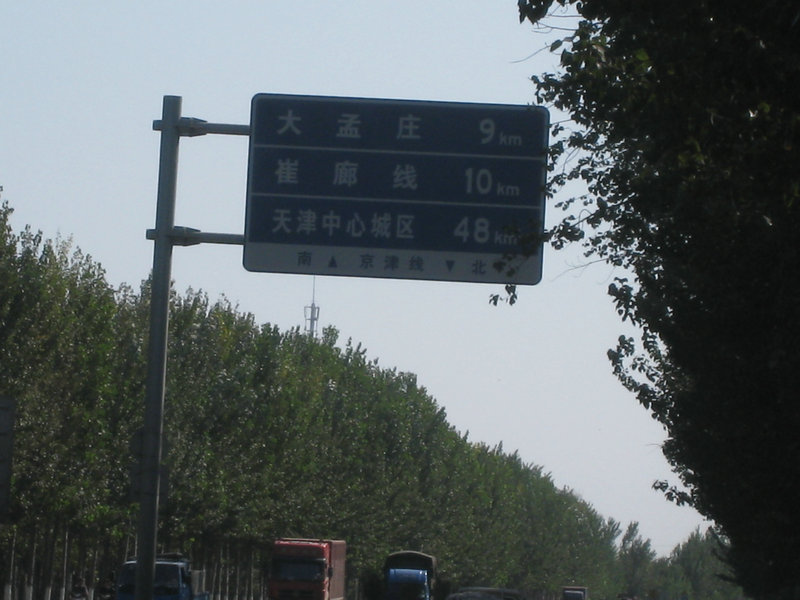 大孟庄 9km
崔廊线 10km
天津中心城区 48km
南 ▲ 京津线 ▼ 北